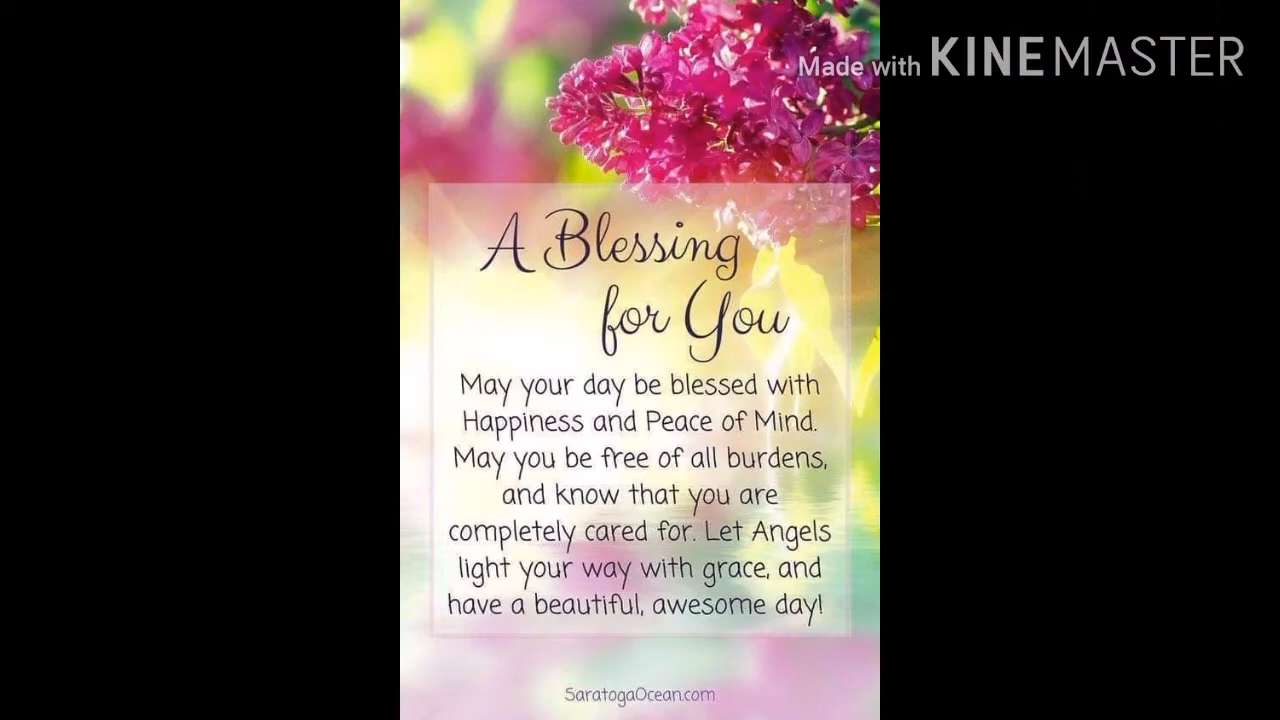 Made with KINEMASTER
A Blessing
for You
May your day be blessed with
Happiness and Peace of Mind.
May you be free of all burdens,
and know that you are
completely cared for. Let Angels
light your way with grace, and
have a beautiful, awesome day!
SaratogaOcean.com